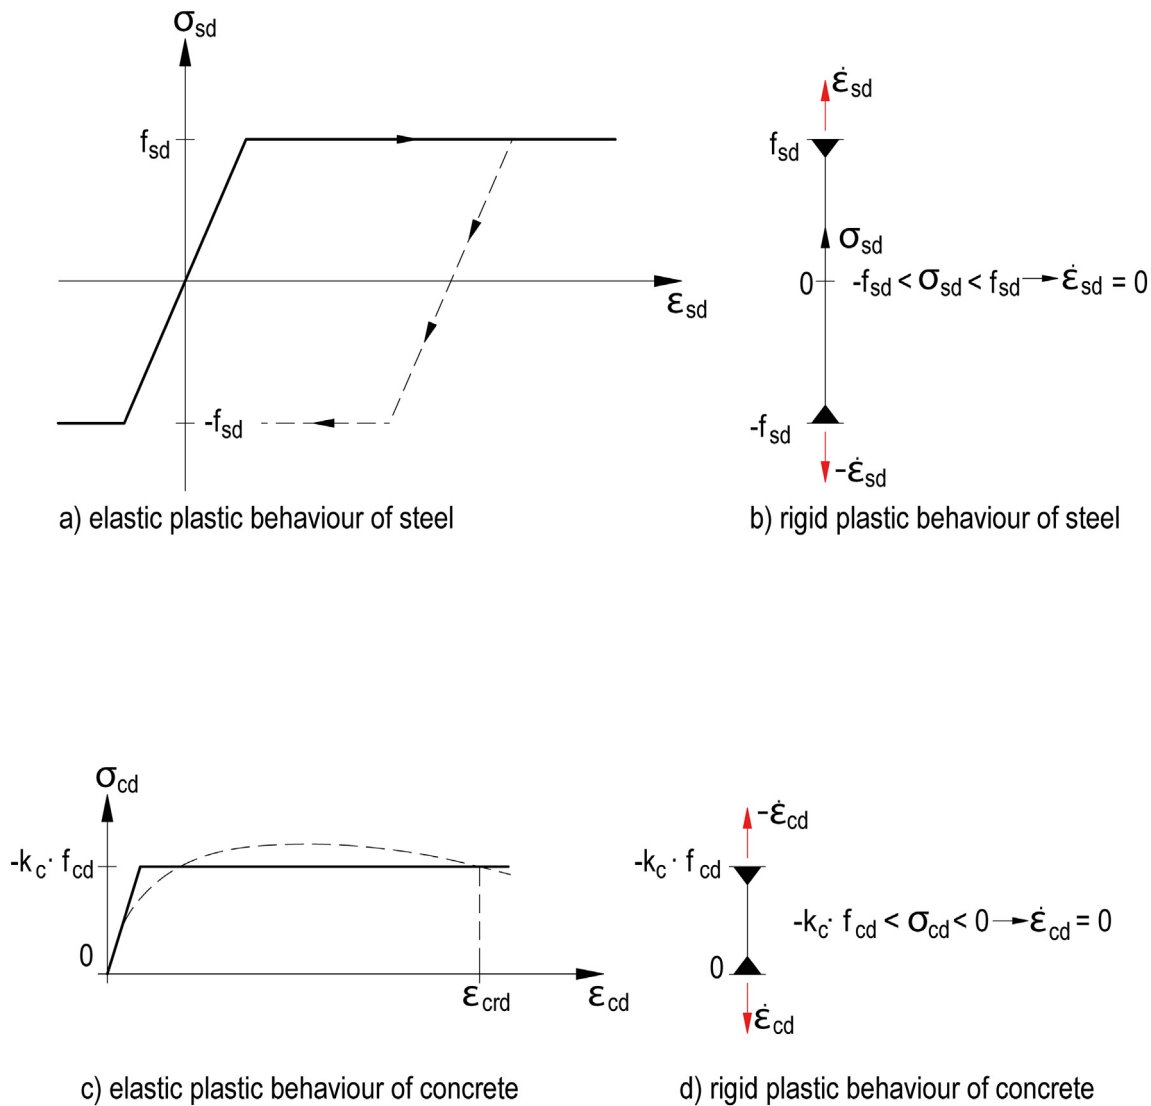 σsd
fsd
εsd
-fsd
a) elastic plastic behaviour of steel
ε̇sd
fsd
σsd
0 -fsd < σsd < fsd → ε̇sd = 0
-fsd
-ε̇sd
b) rigid plastic behaviour of steel
σcd
-kc · fcd
0
εcrd
εcd
c) elastic plastic behaviour of concrete
-ε̇cd
-kc · fcd
-kc · fcd < σcd < 0 → ε̇cd = 0
0
ε̇cd
d) rigid plastic behaviour of concrete